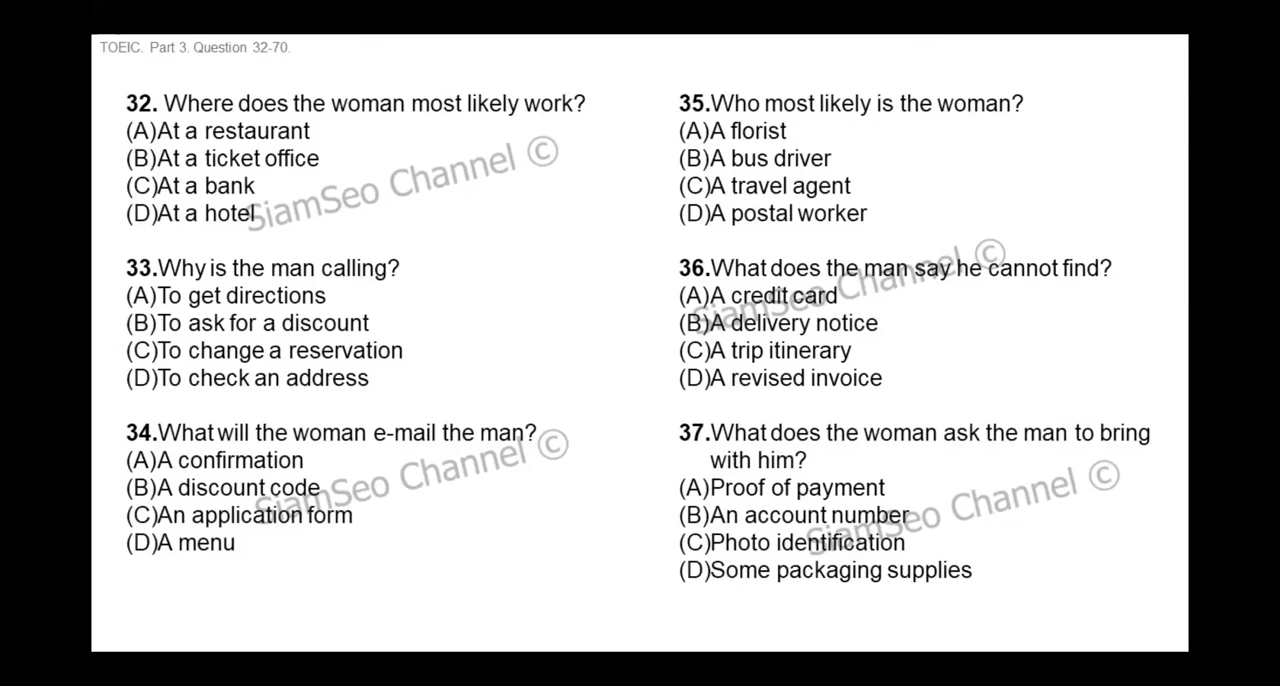 TOEIC. Part 3. Question 32-70.
32. Where does the woman most likely work?
(A)At a restaurant
(B)At a ticket office
(C)At a bank
(D)At a hotel
SiamSeo Channel ©
33.Why is the man calling?
(A)To get directions
(B)To ask for a discount
(C)To change a reservation
(D)To check an address
34.What will the woman e-mail the man?
(A)A confirmation
(B)A discount code
(C)An application form
(D)A menu
SiamSeo Channel ©
35.Who most likely is the woman?
(A)A florist
(B)A bus driver
(C)A travel agent
(D)A postal worker
36.What does the man say he cannot find?
(A)A credit card
(B)A delivery notice
(C)A trip itinerary
(D)A revised invoice
SiamSeo Channel ©
37.What does the woman ask the man to bring
with him?
(A)Proof of payment
(B)An account number
(C)Photo identification
(D)Some packaging supplies
SiamSeo Channel ©